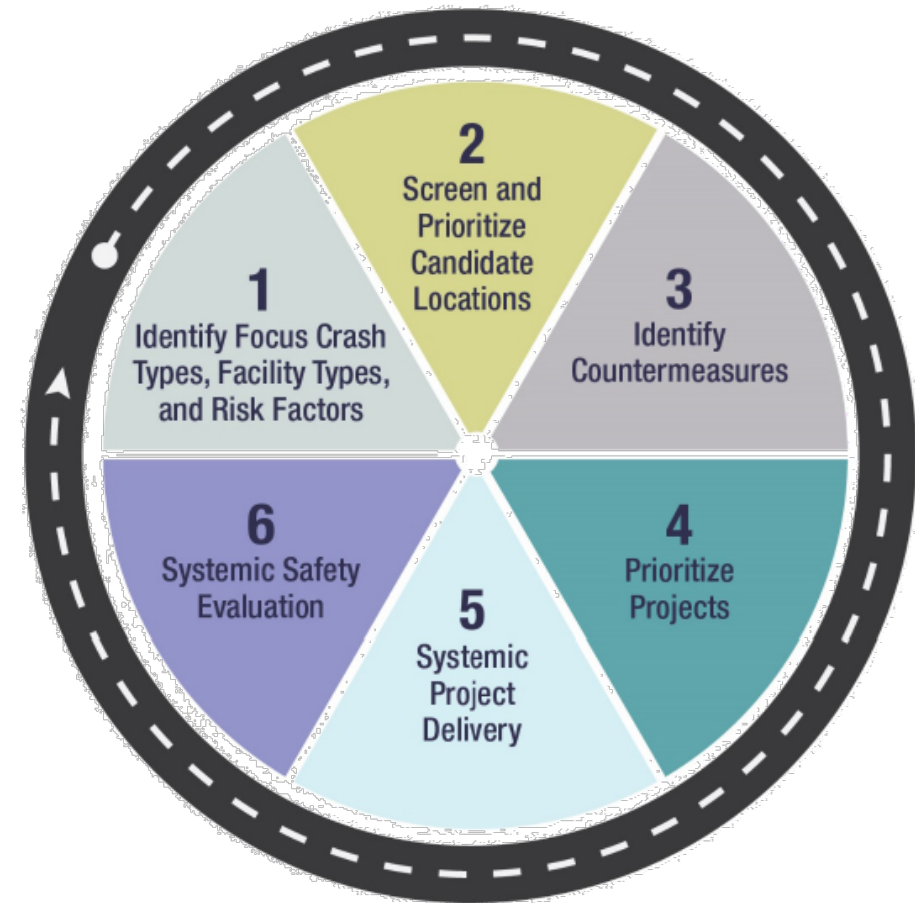 1
Identify Focus Crash
Types, Facility Types,
and Risk Factors
2
Screen and
Prioritize
Candidate
Locations
3
Identify
Countermeasures
4
Prioritize
Projects
5
Systemic
Project
Delivery
6
Systemic Safety
Evaluation